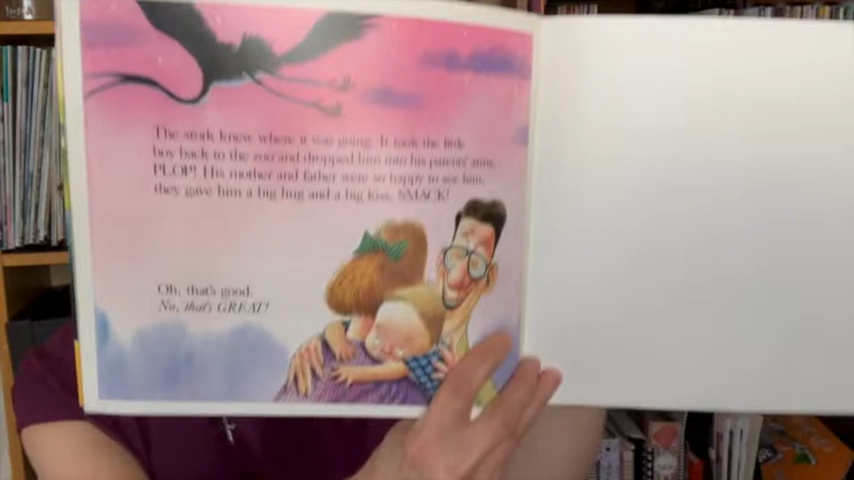 The stork knew where it was going. It took the little
boy back to the zoo and dropped him into his parents' arms,
PLOP! His mother and father were so happy to see him,
they gave him a big hug and a big kiss, SMACK!
Oh, that's good.
No, that's GREAT!